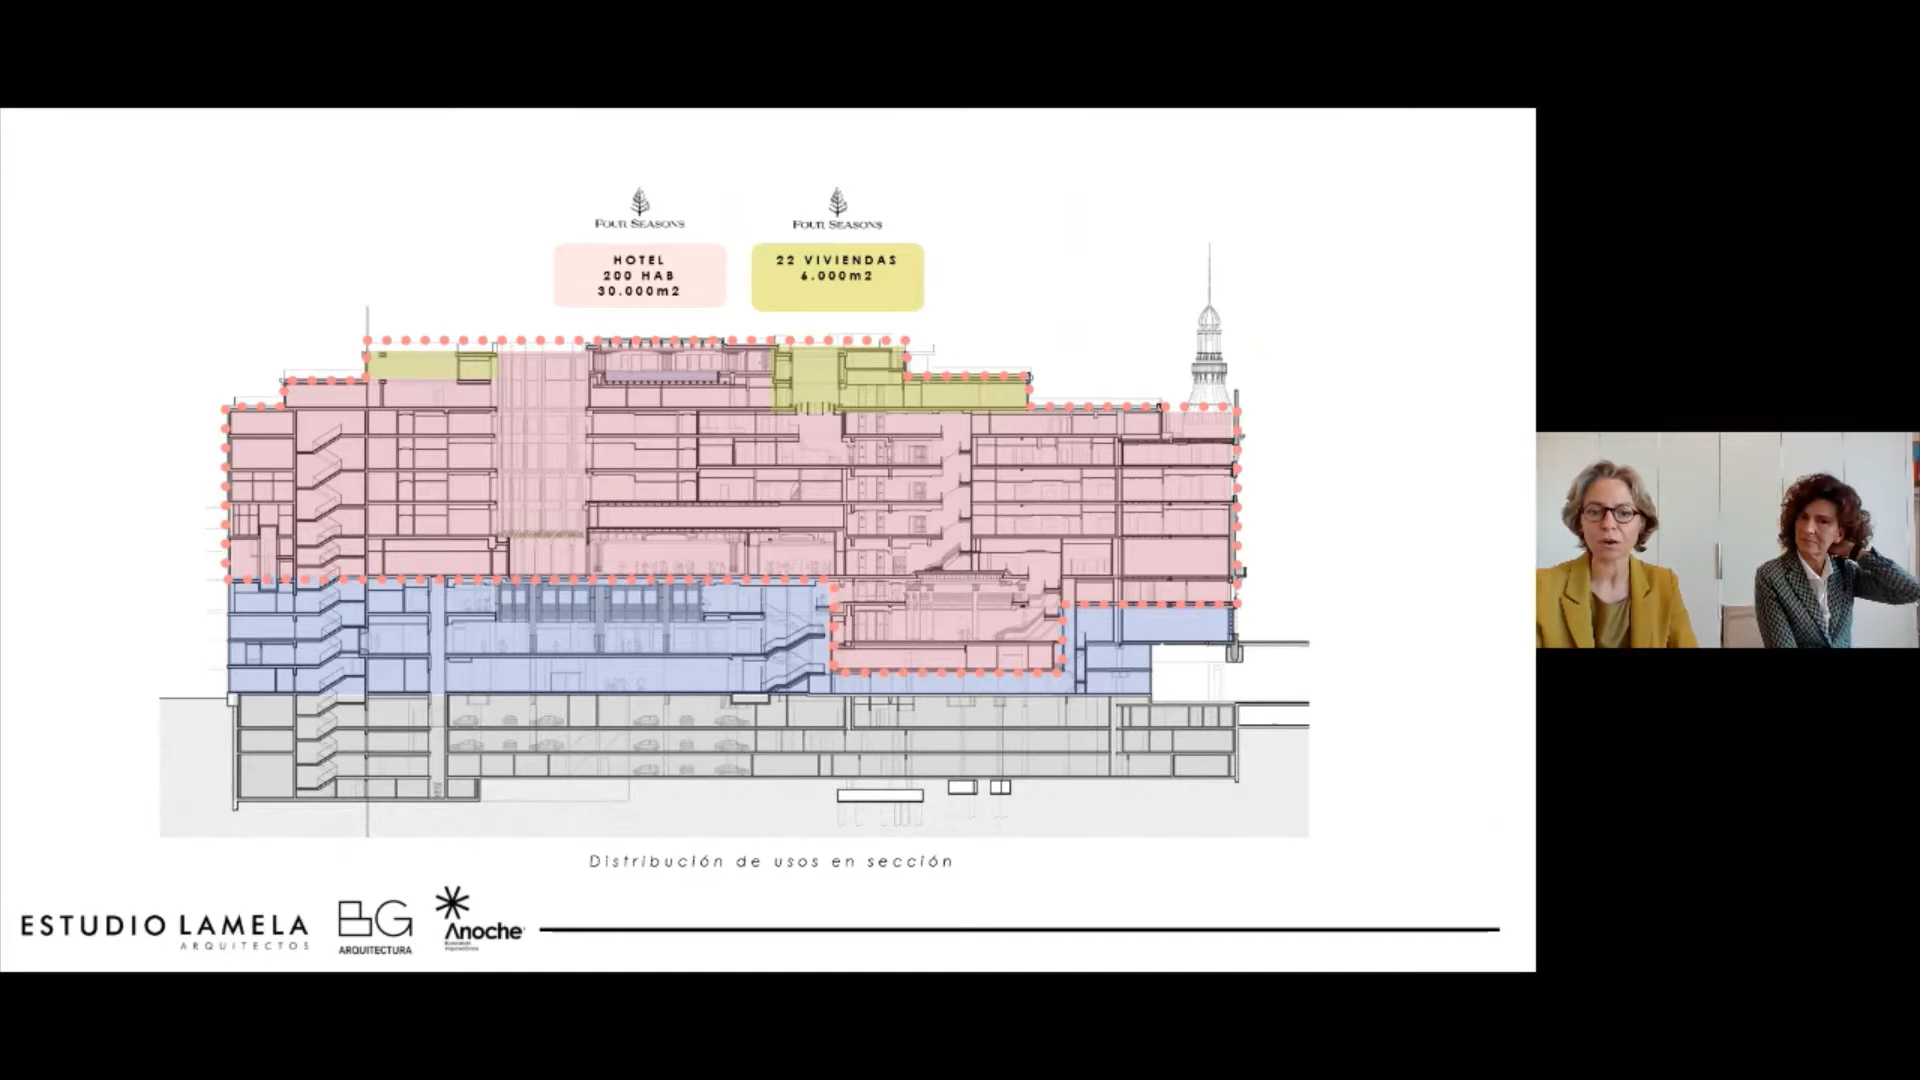 FOUR SEASONS
FOUR SEASONS
HOTEL
200 HAB
30.000m2
22 VIVIENDAS
6.000m2
Distribución de usos en sección
ESTUDIO LAMELA
ARQUITECTOS
BG
ARQUITECTURA
Anoche